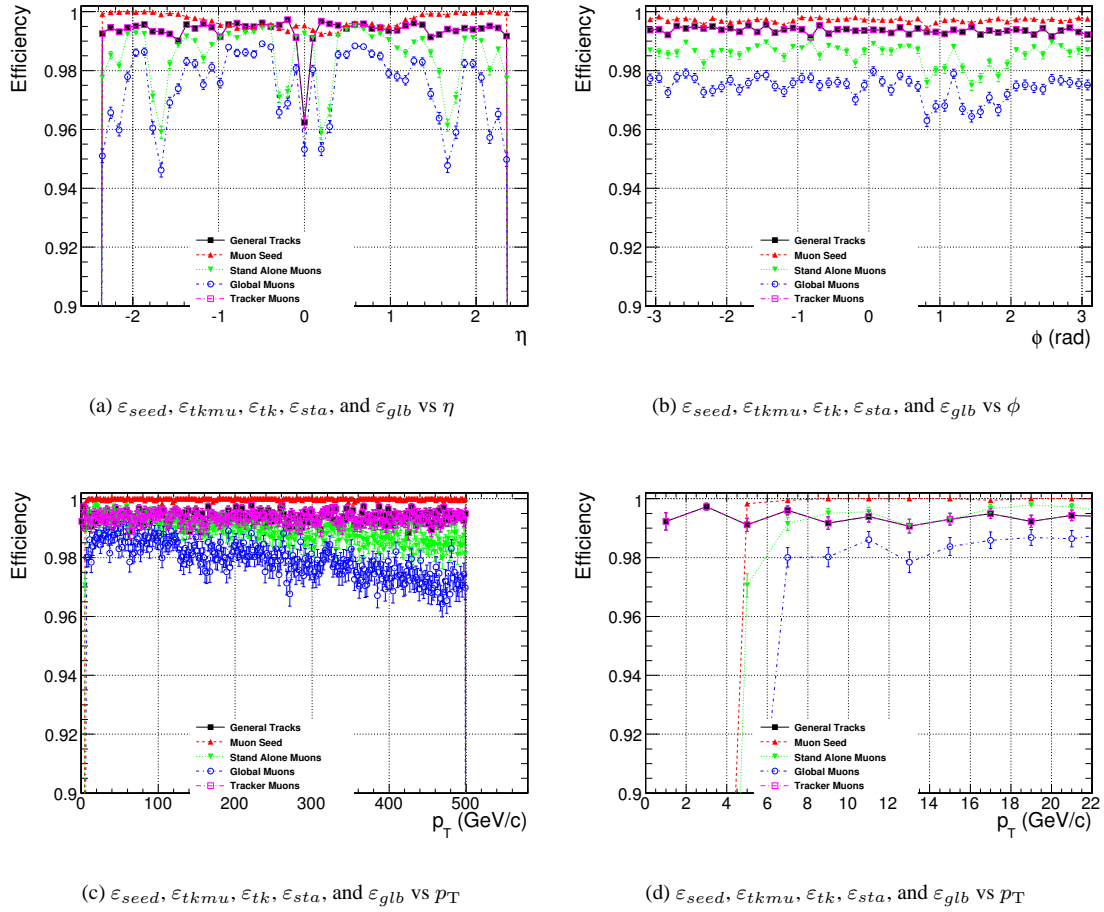 Efficiency
1
0.98
0.96
0.94
0.92
0.9
General Tracks
Muon Seed
Stand Alone Muons
Global Muons
Tracker Muons
-2 -1 0 1 2
η
(a) ε_seed, ε_tkmu, ε_tk, ε_sta, and ε_glb vs η
Efficiency
1
0.98
0.96
0.94
0.92
0.9
General Tracks
Muon Seed
Stand Alone Muons
Global Muons
Tracker Muons
-3 -2 -1 0 1 2 3
ϕ (rad)
(b) ε_seed, ε_tkmu, ε_tk, ε_sta, and ε_glb vs ϕ
Efficiency
1
0.98
0.96
0.94
0.92
0.9
General Tracks
Muon Seed
Stand Alone Muons
Global Muons
Tracker Muons
0 100 200 300 400 500
p_T (GeV/c)
(c) ε_seed, ε_tkmu, ε_tk, ε_sta, and ε_glb vs p_T
Efficiency
1
0.98
0.96
0.94
0.92
0.9
General Tracks
Muon Seed
Stand Alone Muons
Global Muons
Tracker Muons
0 2 4 6 8 10 12 14 16 18 20 22
p_T (GeV/c)
(d) ε_seed, ε_tkmu, ε_tk, ε_sta, and ε_glb vs p_T